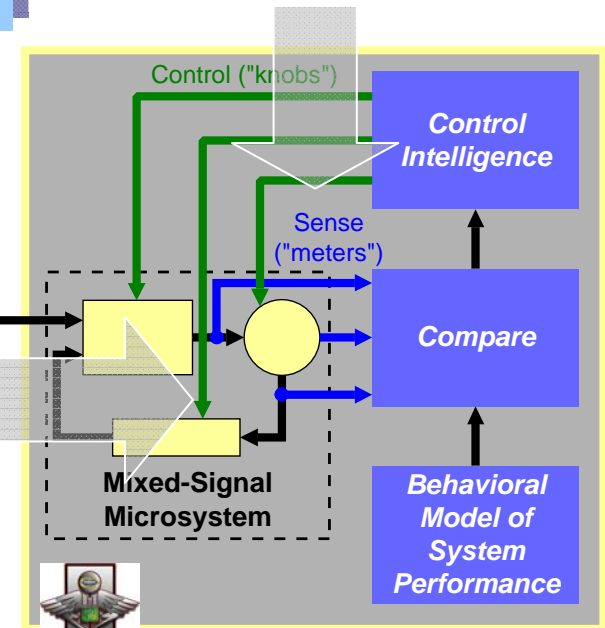 Control ("knobs")
Control
Intelligence
Sense
("meters")
Compare
Mixed-Signal
Microsystem
Behavioral
Model of
System
Performance